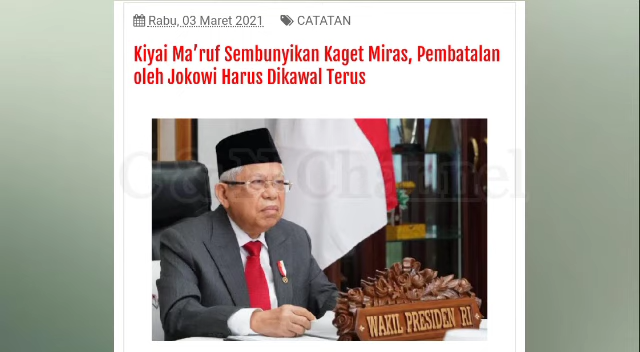 Rabu, 03 Maret 2021 CATATAN
Kiyai Ma'ruf Sembunyikan Kaget Miras, Pembatalan
oleh Jokowi Harus Dikawal Terus
C&N Channel
WAKIL PRESIDEN RI